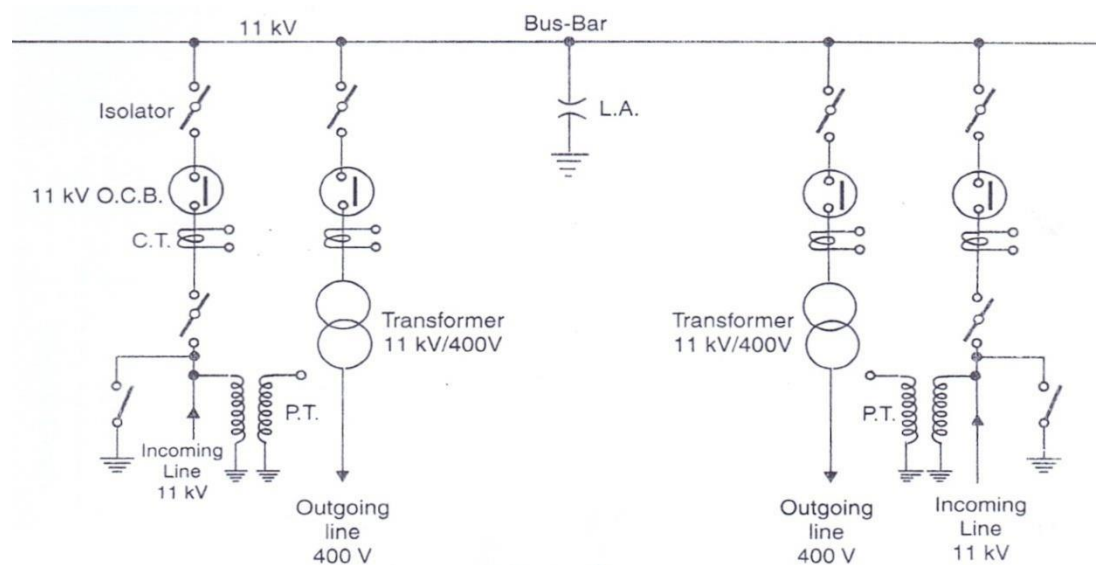 11 kV
Bus-Bar
Isolator
L.A.
11 kV O.C.B.
C.T.
Transformer
11 kV/400V
Transformer
11 kV/400V
P.T.
P.T.
Incoming
Line
11 kV
Outgoing
line
400 V
Outgoing
line
400 V
Incoming
Line
11 kV